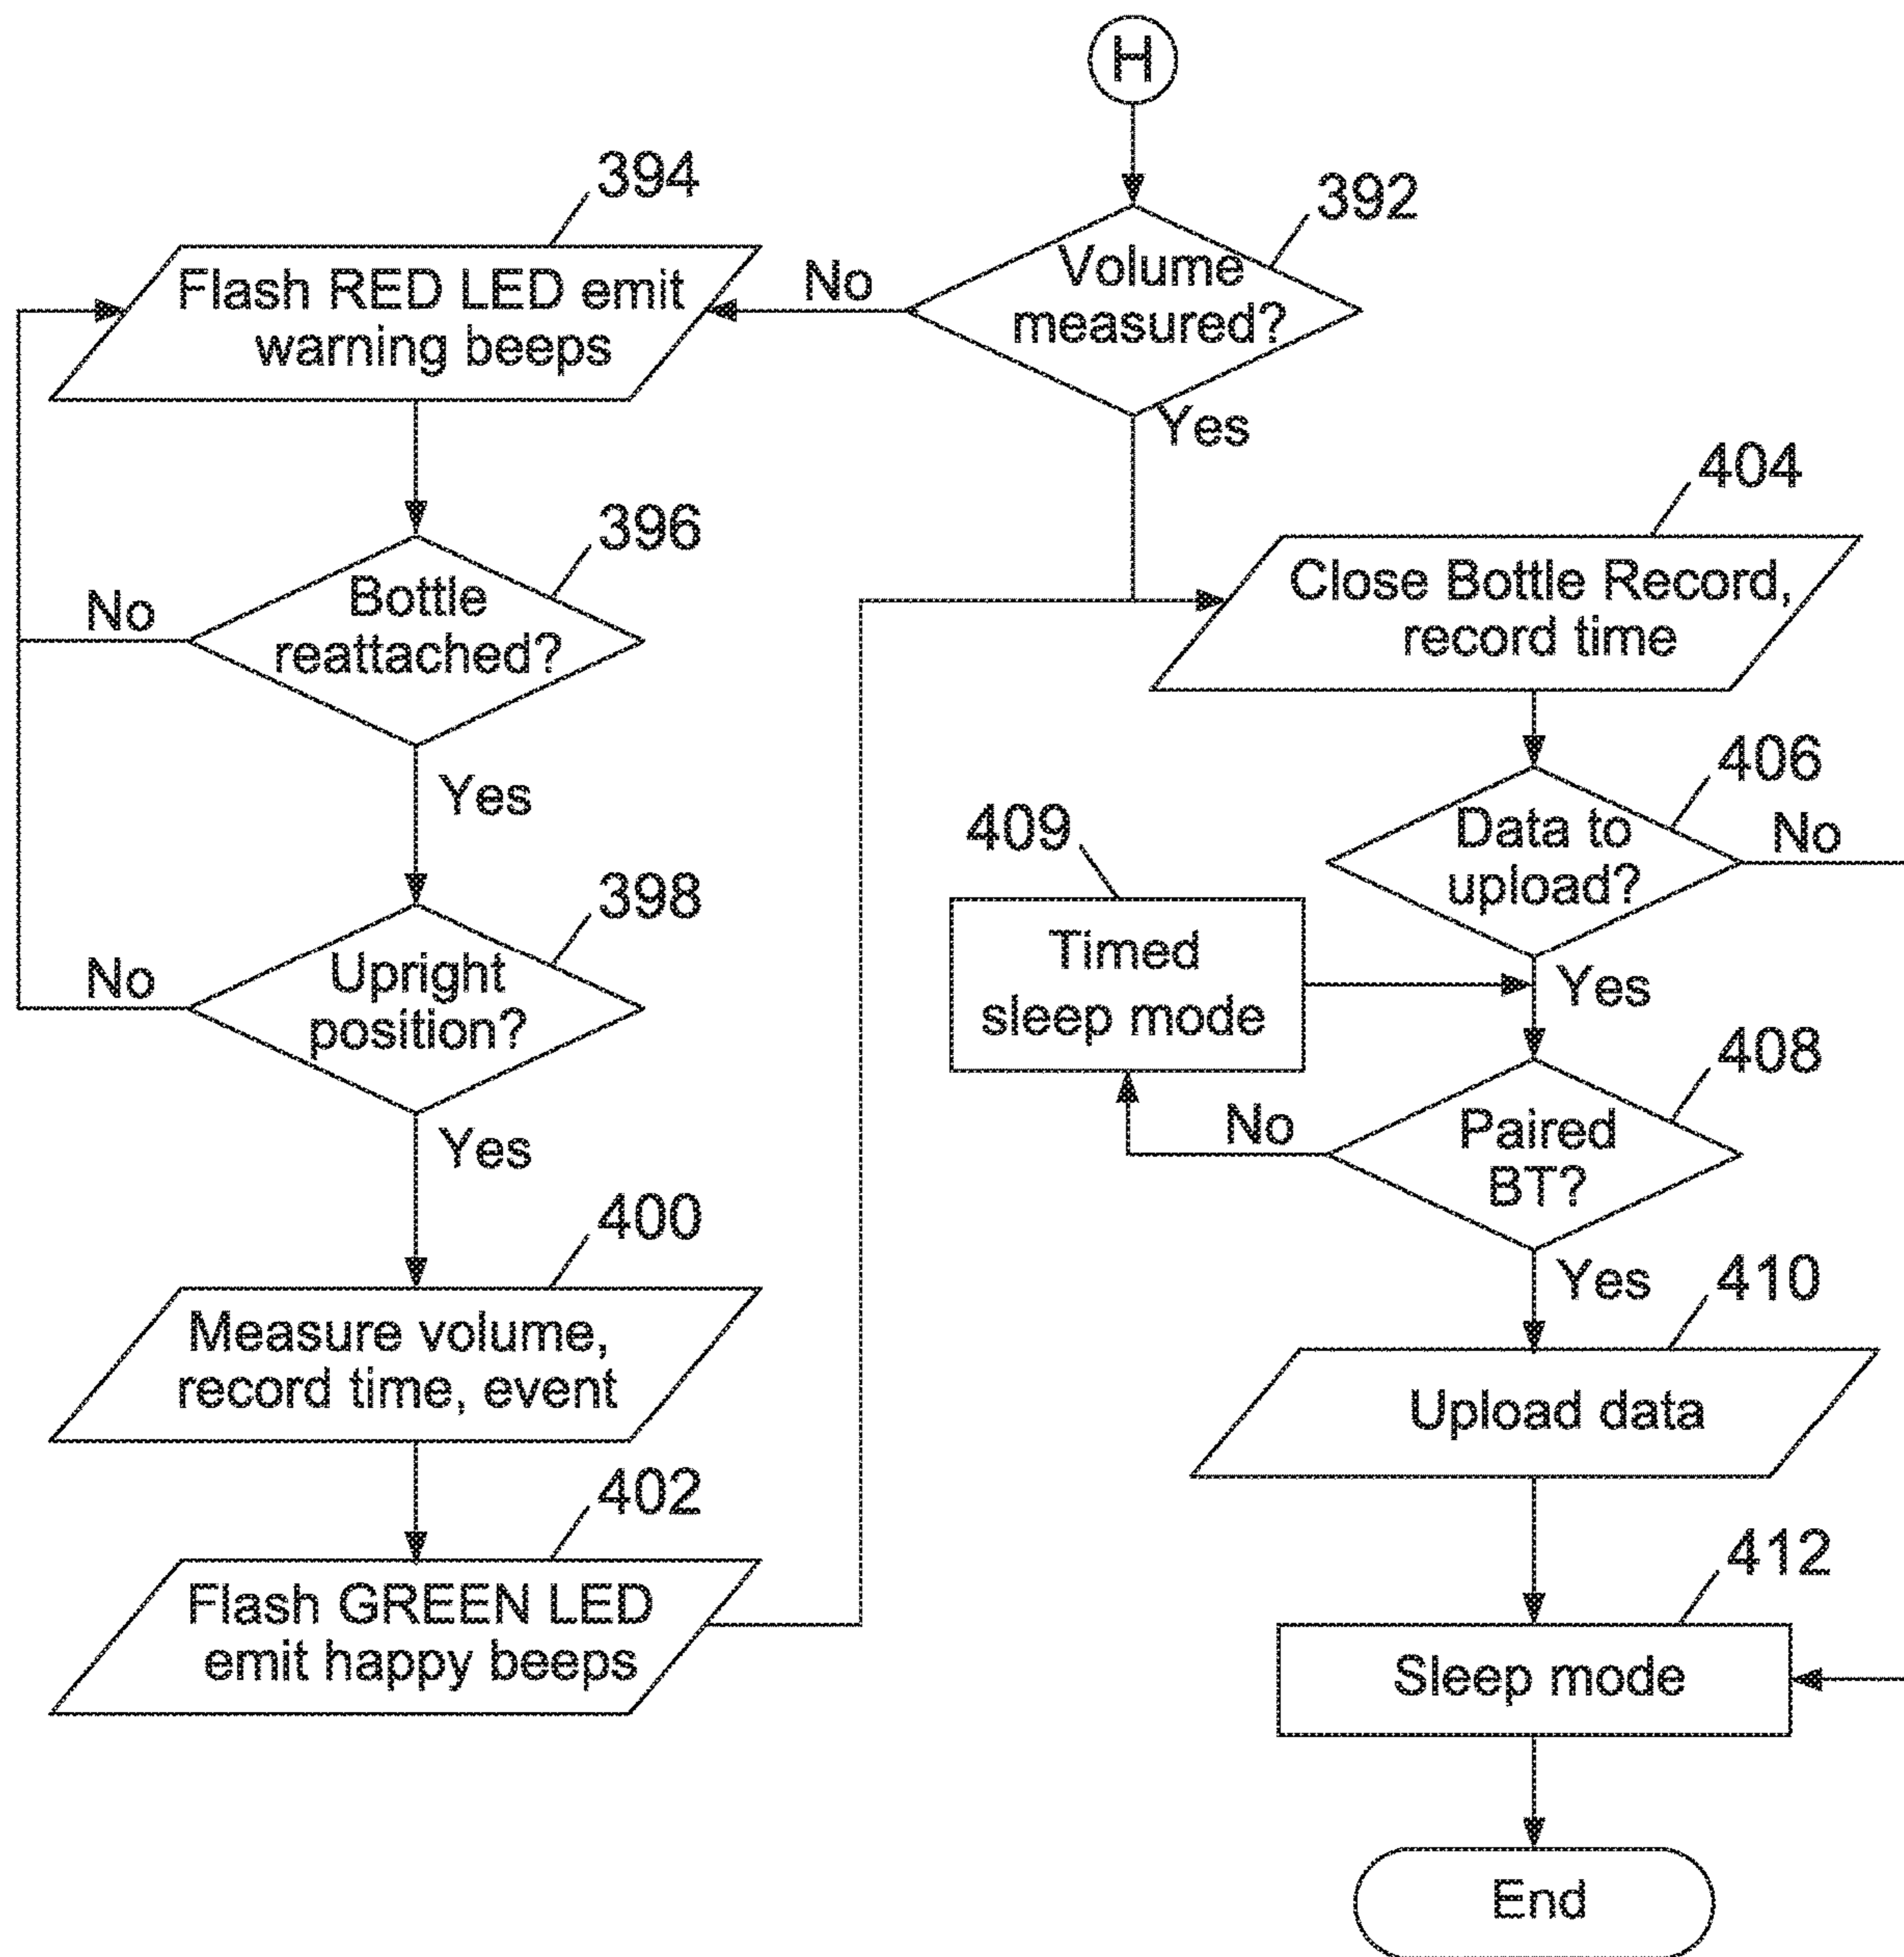 H
392
Volume
measured?
No
Yes
394
Flash RED LED emit
warning beeps
396
Bottle
reattached?
No
Yes
398
Upright
position?
No
Yes
400
Measure volume,
record time, event
402
Flash GREEN LED
emit happy beeps
404
Close Bottle Record,
record time
406
Data to
upload?
No
Yes
409
Timed
sleep mode
408
Paired
BT?
No
Yes
410
Upload data
412
Sleep mode
End